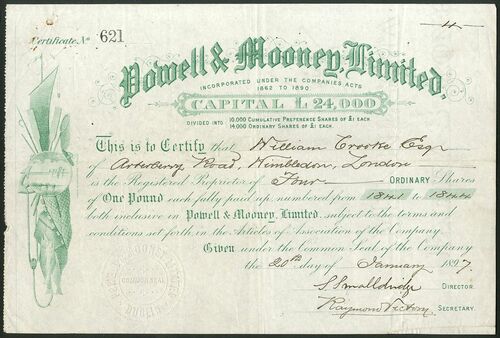 Certificate, No 621
—4—
Powell & Mooney, Limited.
INCORPORATED UNDER THE COMPANIES ACTS
1862 TO 1890
CAPITAL £24,000
DIVIDED INTO 10,000 CUMULATIVE PREFERENCE SHARES OF £1 EACH
14,000 ORDINARY SHARES OF £1 EACH.
This is to Certify that William Crooke Esqr
of Arterberry Road, Wimbledon, London
is the Registered Proprietor of Four ORDINARY Shares
of One Pound each fully paid up, numbered from 1841 to 1844
both inclusive in Powell & Mooney, Limited, subject to the terms and
conditions set forth in the Articles of Association of the Company.
Given under the Common Seal of the Company
the 20th day of January 1897.
S Smalldridge DIRECTOR.
Raymond SECRETARY.
COMMON SEAL